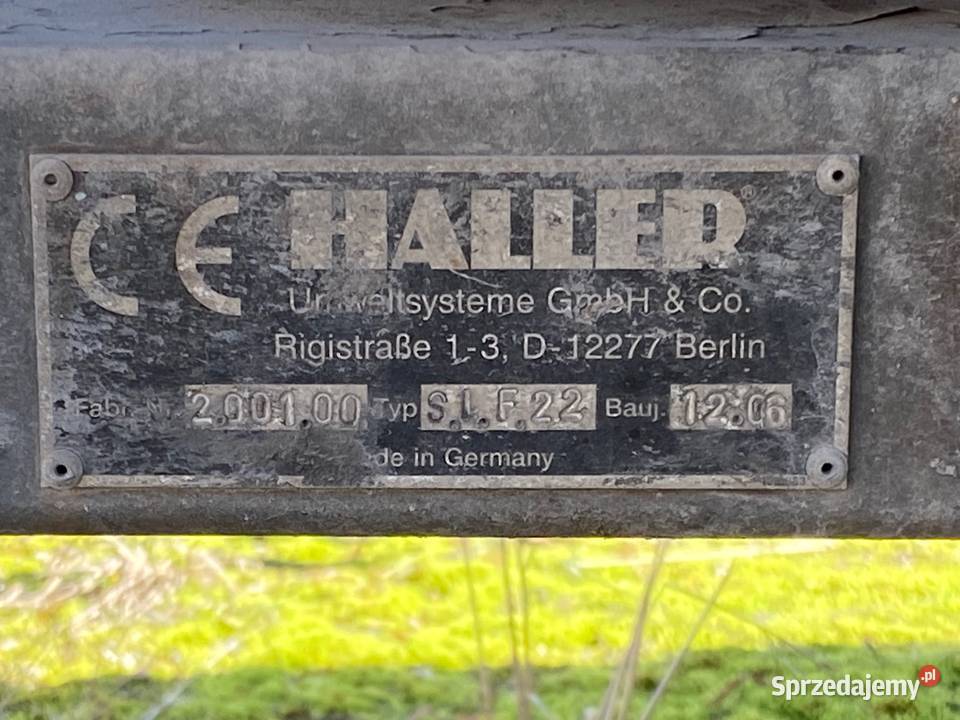 CE HALLER®
Umweltsysteme GmbH & Co.
Rigistraße 1-3, D-12277 Berlin
Fabr. Nr. 2.001.00 Typ S.L.F.22 Bauj. 12.06
Made in Germany
Sprzedajemy.pl